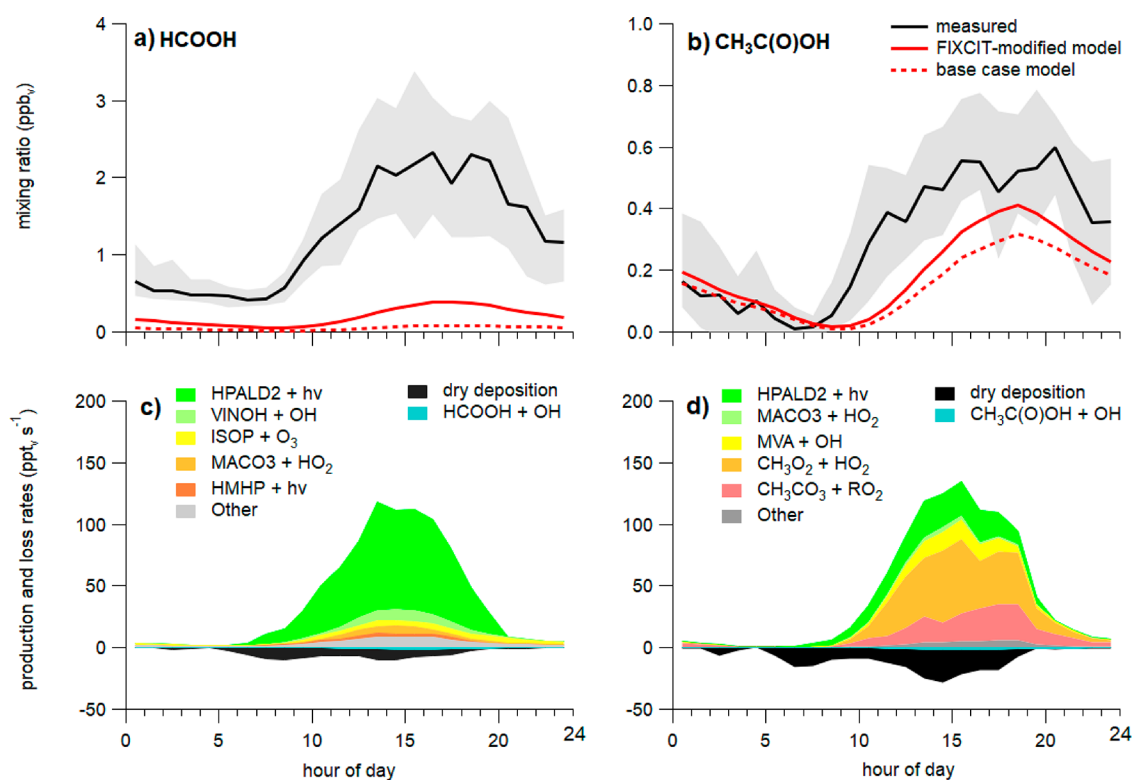 a) HCOOH
mixing ratio (ppbᵥ)
4
3
2
1
0
b) CH₃C(O)OH
measured
FIXCIT-modified model
base case model
1.0
0.8
0.6
0.4
0.2
0.0
c)
HPALD2 + hv
VINOH + OH
ISOP + O₃
MACO3 + HO₂
HMHP + hv
Other
dry deposition
HCOOH + OH
production and loss rates (pptᵥ s⁻¹)
200
150
100
50
0
-50
0 5 10 15 20 24
hour of day
d)
HPALD2 + hv
MACO3 + HO₂
MVA + OH
CH₃O₂ + HO₂
CH₃CO₃ + RO₂
Other
dry deposition
CH₃C(O)OH + OH
200
150
100
50
0
-50
0 5 10 15 20 24
hour of day